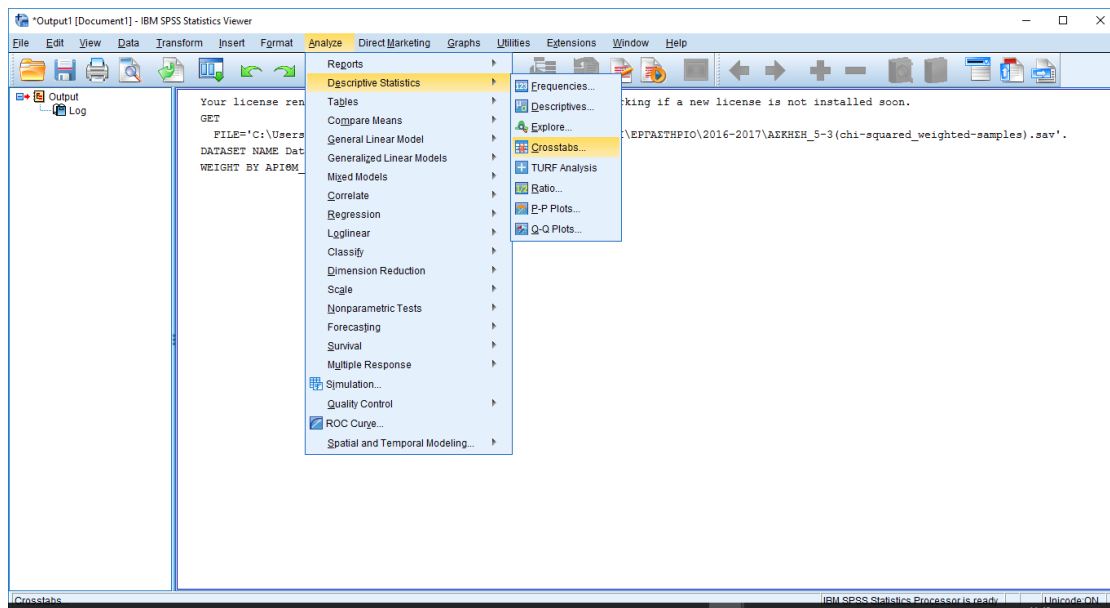 *Output1 [Document1] - IBM SPSS Statistics Viewer
File Edit View Data Transform Insert Format Analyze Direct Marketing Graphs Utilities Extensions Window Help
Output
Log
Your license ren
king if a new license is not installed soon.
GET
FILE='C:\Users
\ΕΡΓΑΣΤΗΡΙΟ\2016-2017\ΑΣΚΗΣΗ_5-3(chi-squared_weighted-samples).sav'.
DATASET NAME Dat
WEIGHT BY ΑΡΙΘΜ_
Reports
Descriptive Statistics
Tables
Compare Means
General Linear Model
Generalized Linear Models
Mixed Models
Correlate
Regression
Loglinear
Classify
Dimension Reduction
Scale
Nonparametric Tests
Forecasting
Survival
Multiple Response
Simulation...
Quality Control
ROC Curve...
Spatial and Temporal Modeling...
Frequencies...
Descriptives...
Explore...
Crosstabs...
TURF Analysis
Ratio...
P-P Plots...
Q-Q Plots...
Crosstabs
IBM SPSS Statistics Processor is ready
Unicode:ON